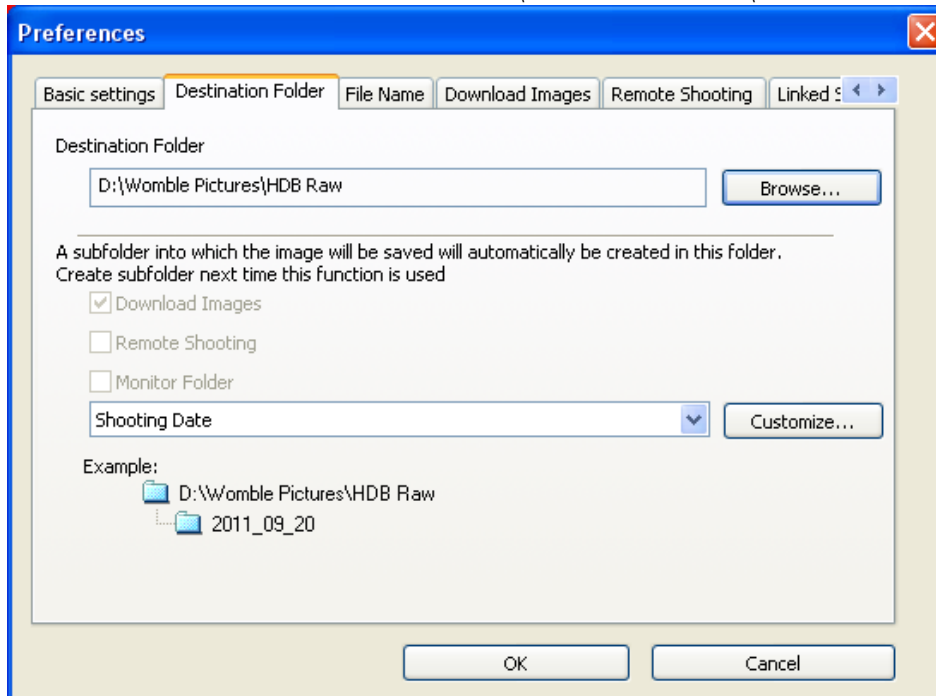 Preferences
Basic settings Destination Folder File Name Download Images Remote Shooting Linked
Destination Folder
D:\Womble Pictures\HDB Raw Browse...
A subfolder into which the image will be saved will automatically be created in this folder.
Create subfolder next time this function is used
Download Images
Remote Shooting
Monitor Folder
Shooting Date Customize...
Example:
D:\Womble Pictures\HDB Raw
2011_09_20
OK Cancel